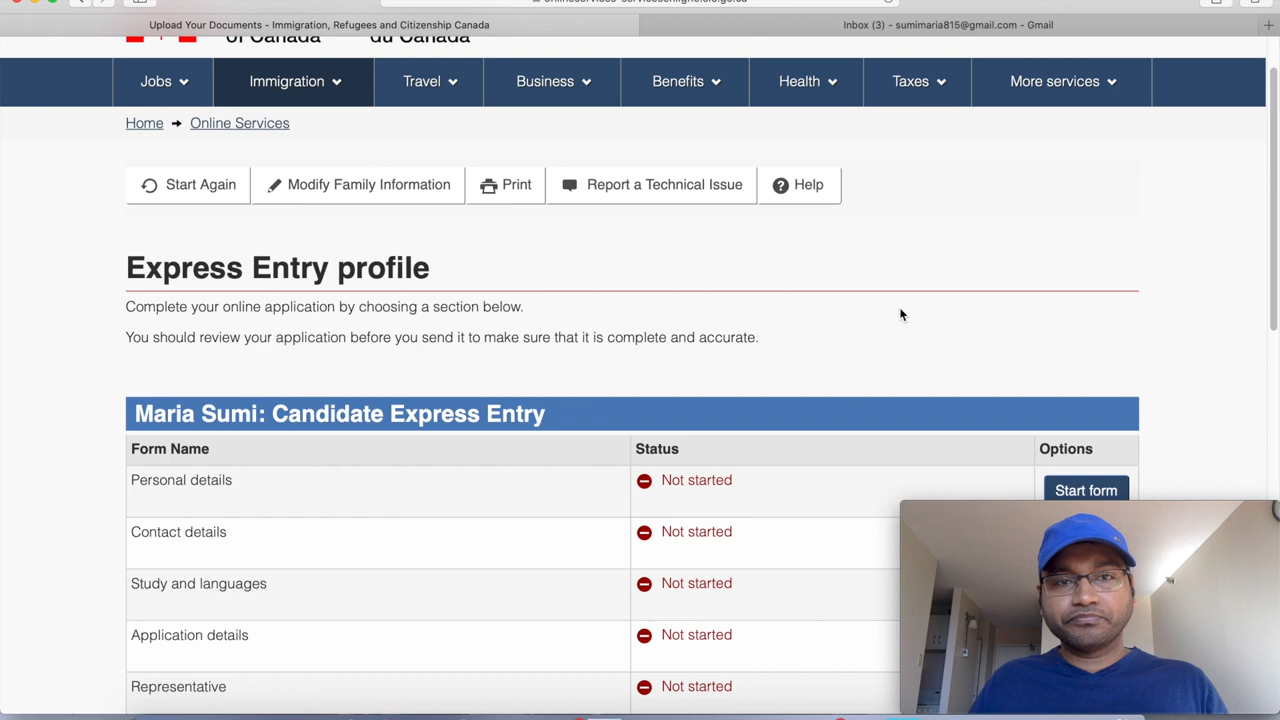 Upload Your Documents - Immigration, Refugees and Citizenship Canada
Inbox (3) - sumimaria815@gmail.com - Gmail
of Canada du Canada
Jobs Immigration Travel Business Benefits Health Taxes More services
Home Online Services
Start Again Modify Family Information Print Report a Technical Issue Help
Express Entry profile
Complete your online application by choosing a section below.
You should review your application before you send it to make sure that it is complete and accurate.
Maria Sumi: Candidate Express Entry
Form Name Status Options
Personal details Not started Start form
Contact details Not started
Study and languages Not started
Application details Not started
Representative Not started